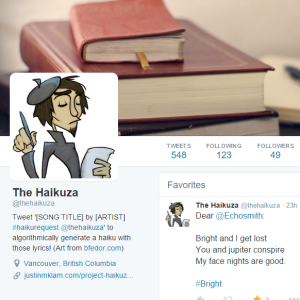 TWEETS
548
FOLLOWING
123
FOLLOWERS
49
The Haikuza
@thehaikuza
Tweet '[SONG TITLE] by [ARTIST]
#haikurequest @thehaikuza' to
algorithmically generate a haiku with
those lyrics! (Art from bfedor.com)
Vancouver, British Columbia
justinmklam.com/project-haikuz...
Favorites
The Haikuza @thehaikuza · 23h
Dear @Echosmith:
Bright and I get lost
You and jupiter conspire
My face nights are good.
#Bright